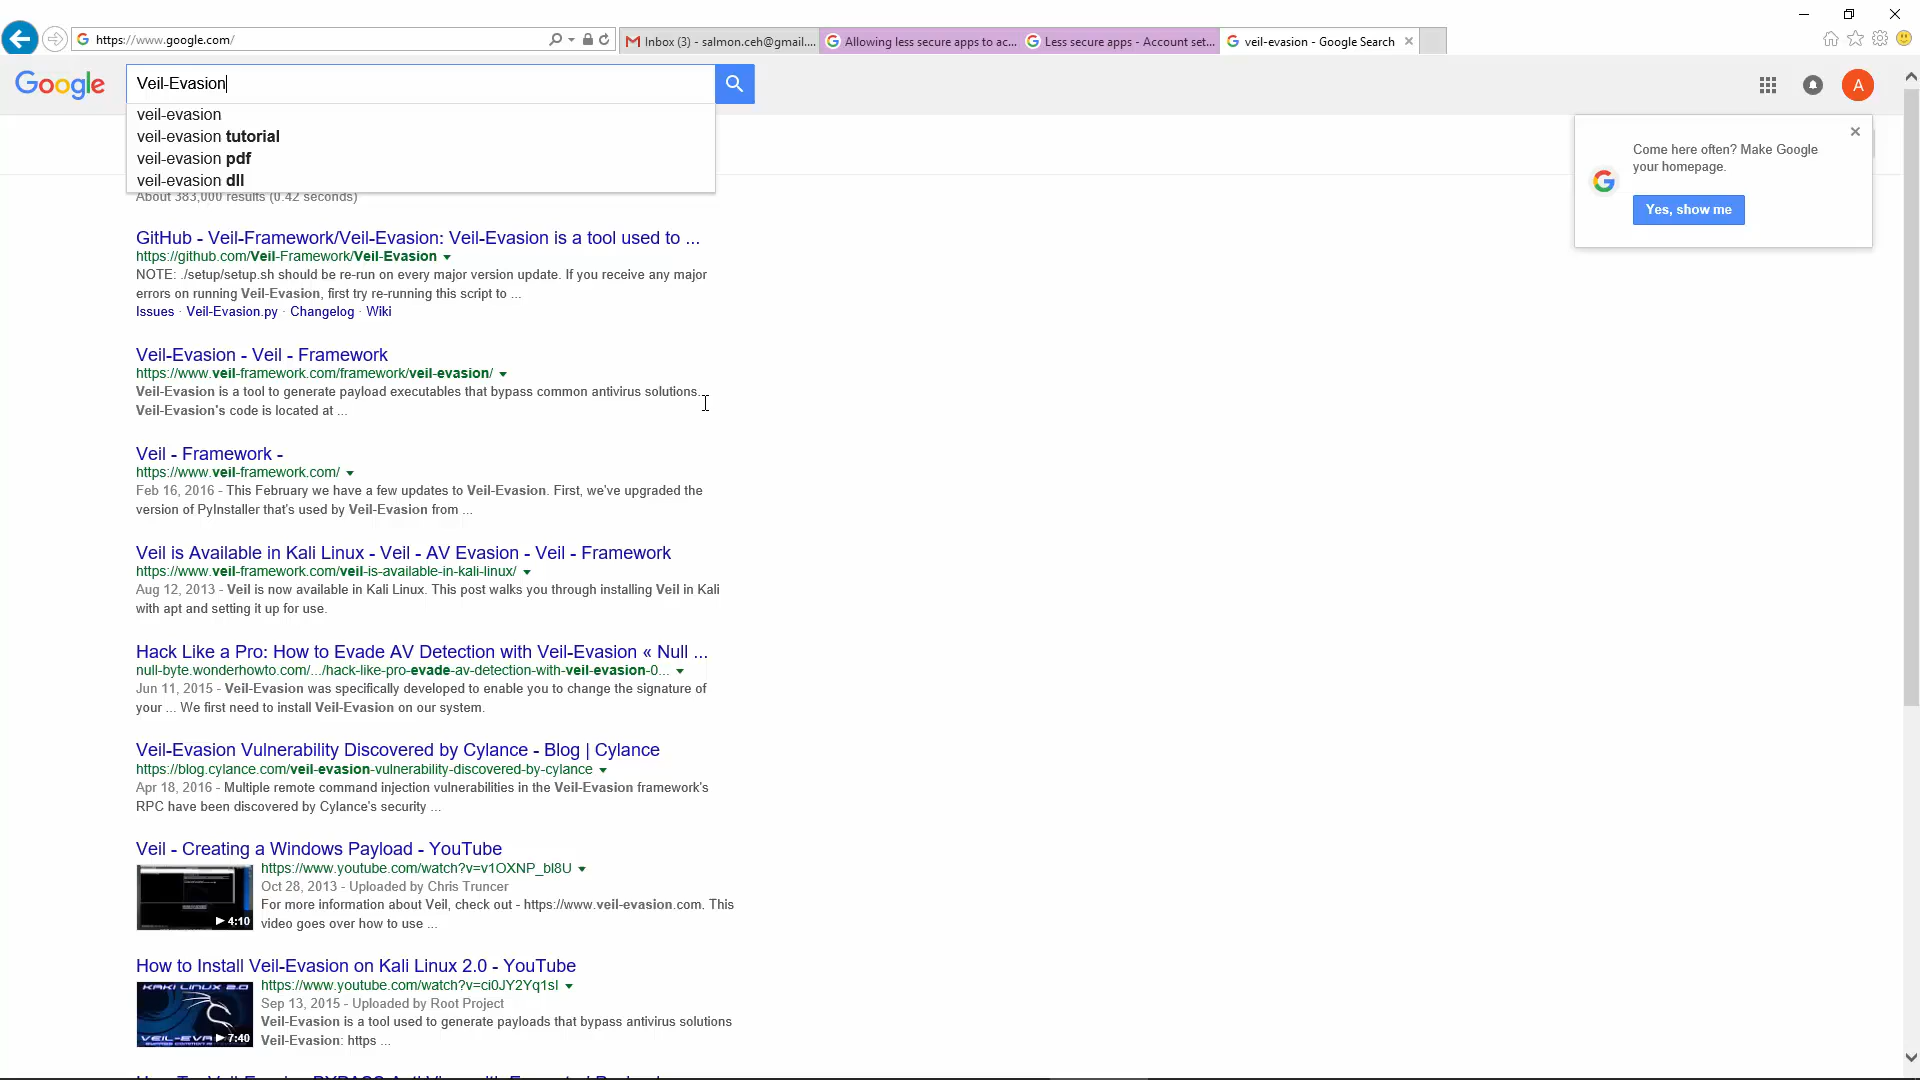 https://www.google.com/
Inbox (3) - salmon.ceh@gmail....
Allowing less secure apps to ac...
Less secure apps - Account set...
veil-evasion - Google Search
Google
Veil-Evasion
A
veil-evasion
veil-evasion tutorial
veil-evasion pdf
veil-evasion dll
Come here often? Make Google
your homepage.
Yes, show me
About 383,000 results (0.42 seconds)
GitHub - Veil-Framework/Veil-Evasion: Veil-Evasion is a tool used to ...
https://github.com/Veil-Framework/Veil-Evasion
NOTE: ./setup/setup.sh should be re-run on every major version update. If you receive any major
errors on running Veil-Evasion, first try re-running this script to ...
Issues · Veil-Evasion.py · Changelog · Wiki
Veil-Evasion - Veil - Framework
https://www.veil-framework.com/framework/veil-evasion/
Veil-Evasion is a tool to generate payload executables that bypass common antivirus solutions.
Veil-Evasion's code is located at ...
Veil - Framework -
https://www.veil-framework.com/
Feb 16, 2016 - This February we have a few updates to Veil-Evasion. First, we've upgraded the
version of PyInstaller that's used by Veil-Evasion from ...
Veil is Available in Kali Linux - Veil - AV Evasion - Veil - Framework
https://www.veil-framework.com/veil-is-available-in-kali-linux/
Aug 12, 2013 - Veil is now available in Kali Linux. This post walks you through installing Veil in Kali
with apt and setting it up for use.
Hack Like a Pro: How to Evade AV Detection with Veil-Evasion « Null ...
null-byte.wonderhowto.com/.../hack-like-pro-evade-av-detection-with-veil-evasion-0...
Jun 11, 2015 - Veil-Evasion was specifically developed to enable you to change the signature of
your ... We first need to install Veil-Evasion on our system.
Veil-Evasion Vulnerability Discovered by Cylance - Blog | Cylance
https://blog.cylance.com/veil-evasion-vulnerability-discovered-by-cylance
Apr 18, 2016 - Multiple remote command injection vulnerabilities in the Veil-Evasion framework's
RPC have been discovered by Cylance's security ...
Veil - Creating a Windows Payload - YouTube
https://www.youtube.com/watch?v=v1OXNP_bl8U
Oct 28, 2013 - Uploaded by Chris Truncer
For more information about Veil, check out - https://www.veil-evasion.com. This
video goes over how to use ...
4:10
How to Install Veil-Evasion on Kali Linux 2.0 - YouTube
https://www.youtube.com/watch?v=ci0JY2Yq1sI
Sep 13, 2015 - Uploaded by Root Project
Veil-Evasion is a tool used to generate payloads that bypass antivirus solutions
Veil-Evasion: https ...
7:40